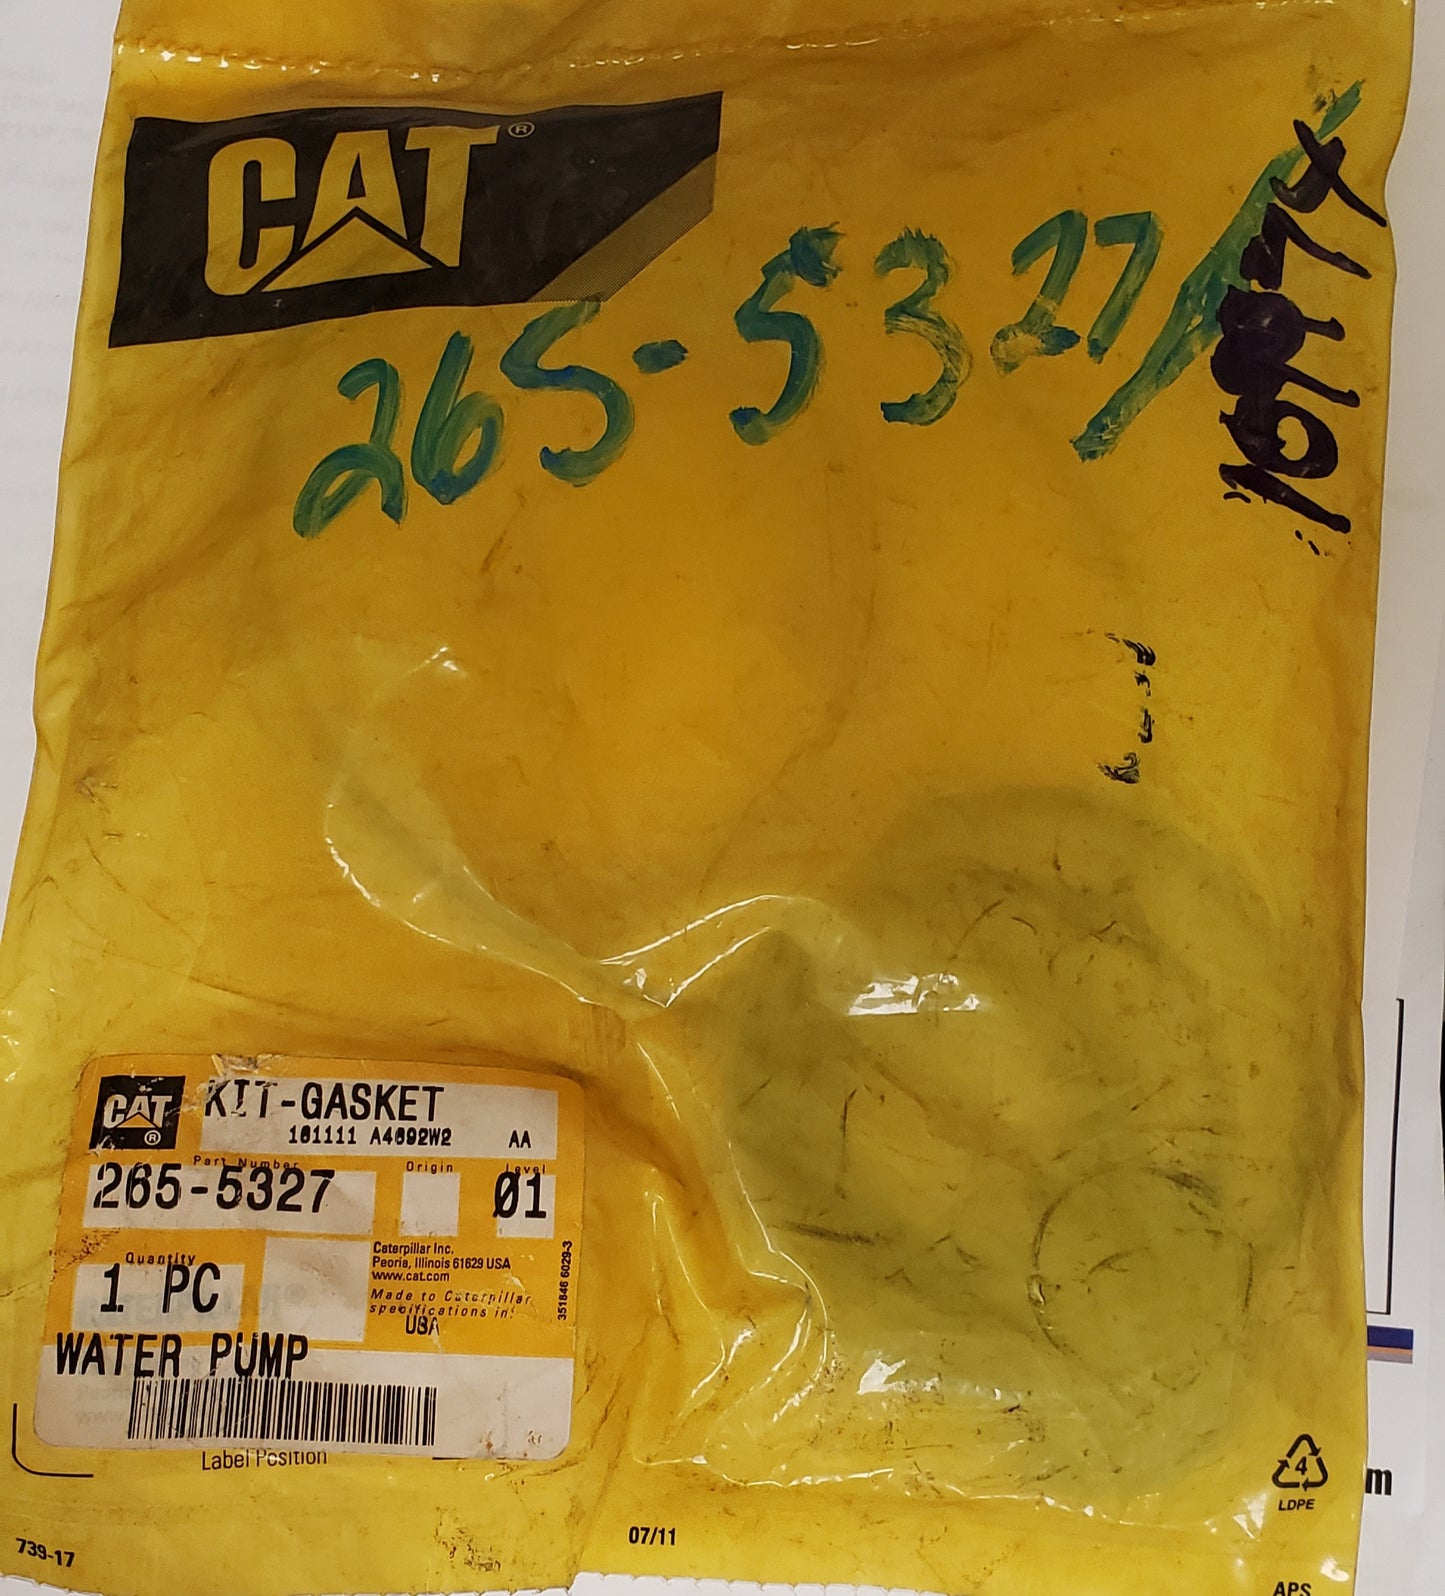 CAT®
265-5327/
KIT-GASKET
CAT®
161111 A4692W2 AA
Part Number Origin Level
265-5327 01
Quantity
1 PC
Caterpillar Inc.
Peoria, Illinois 61629 USA
www.cat.com
Made to Caterpillar
specifications in:
USA
351846 6029-3
WATER PUMP
Label Position
4
LDPE
m
739-17
07/11
APS